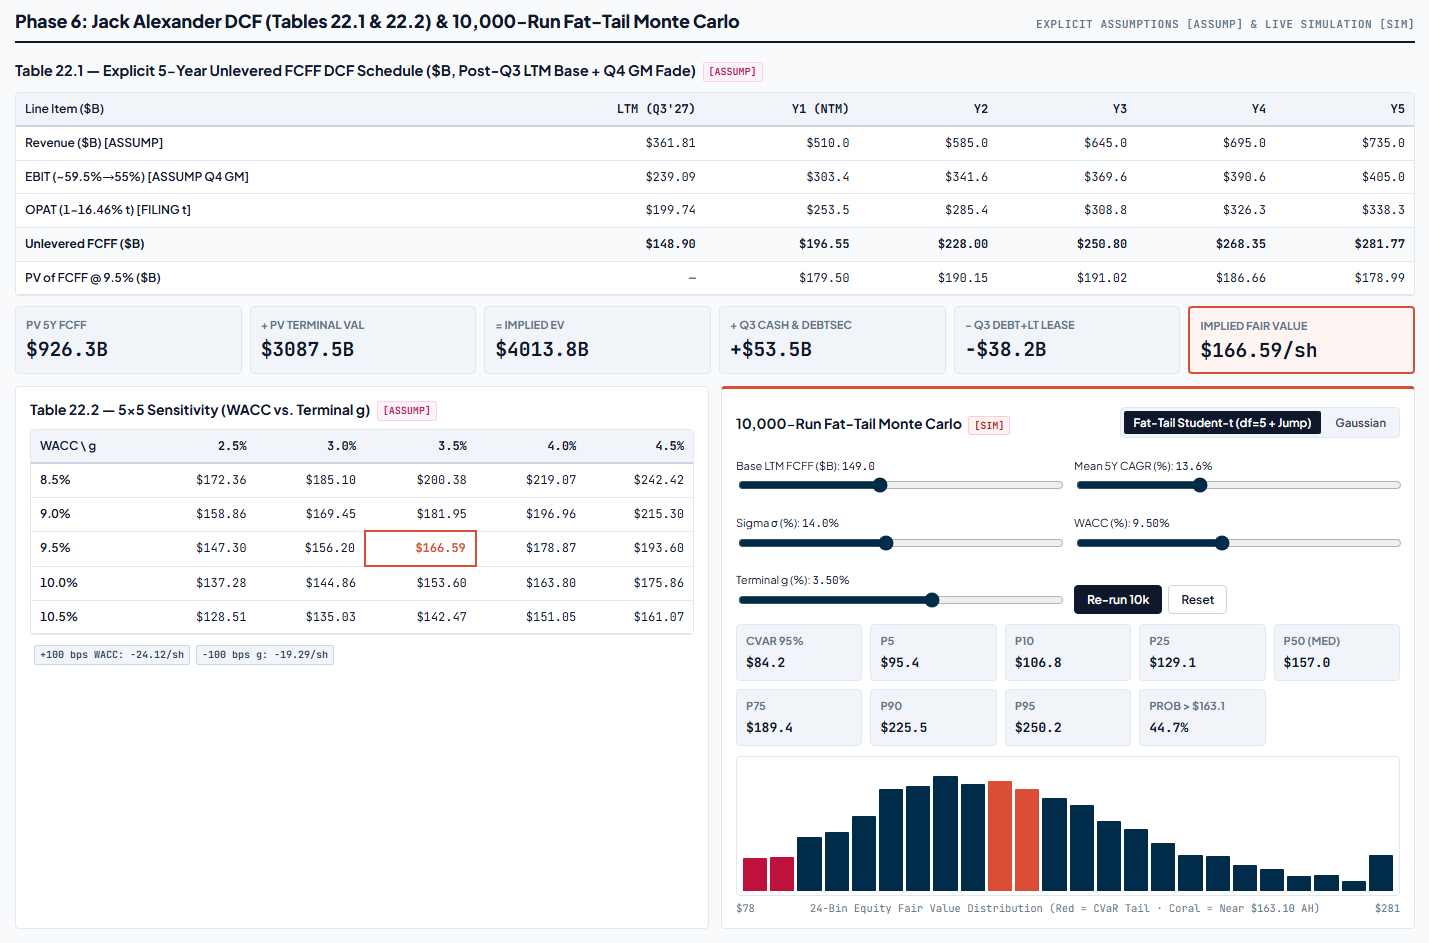 Phase 6: Jack Alexander DCF (Tables 22.1 & 22.2) & 10,000-Run Fat-Tail Monte Carlo
EXPLICIT ASSUMPTIONS [ASSUMP] & LIVE SIMULATION [SIM]
Table 22.1 — Explicit 5-Year Unlevered FCFF DCF Schedule ($B, Post-Q3 LTM Base + Q4 GM Fade) [ASSUMP]
Line Item ($B) LTM (Q3'27) Y1 (NTM) Y2 Y3 Y4 Y5
Revenue ($B) [ASSUMP] $361.81 $510.0 $585.0 $645.0 $695.0 $735.0
EBIT (~59.5%→55%) [ASSUMP Q4 GM] $239.09 $303.4 $341.6 $369.6 $390.6 $405.0
OPAT (1-16.46% t) [FILING t] $199.74 $253.5 $285.4 $308.8 $326.3 $338.3
Unlevered FCFF ($B) $148.90 $196.55 $228.00 $250.80 $268.35 $281.77
PV of FCFF @ 9.5% ($B) — $179.50 $190.15 $191.02 $186.66 $178.99
PV 5Y FCFF
$926.3B
+ PV TERMINAL VAL
$3087.5B
= IMPLIED EV
$4013.8B
+ Q3 CASH & DEBTSEC
+$53.5B
− Q3 DEBT+LT LEASE
-$38.2B
IMPLIED FAIR VALUE
$166.59/sh
Table 22.2 — 5×5 Sensitivity (WACC vs. Terminal g) [ASSUMP]
WACC \ g 2.5% 3.0% 3.5% 4.0% 4.5%
8.5% $172.36 $185.10 $200.38 $219.07 $242.42
9.0% $158.86 $169.45 $181.95 $196.96 $215.30
9.5% $147.30 $156.20 $166.59 $178.87 $193.60
10.0% $137.28 $144.86 $153.60 $163.80 $175.86
10.5% $128.51 $135.03 $142.47 $151.05 $161.07
+100 bps WACC: -24.12/sh -100 bps g: -19.29/sh
10,000-Run Fat-Tail Monte Carlo [SIM]
Fat-Tail Student-t (df=5 + Jump) Gaussian
Base LTM FCFF ($B): 149.0 Mean 5Y CAGR (%): 13.6%
Sigma σ (%): 14.0% WACC (%): 9.50%
Terminal g (%): 3.50%
Re-run 10k Reset
CVAR 95%
$84.2
P5
$95.4
P10
$106.8
P25
$129.1
P50 (MED)
$157.0
P75
$189.4
P90
$225.5
P95
$250.2
PROB > $163.1
44.7%
$78 24-Bin Equity Fair Value Distribution (Red = CVaR Tail · Coral = Near $163.10 AH) $281